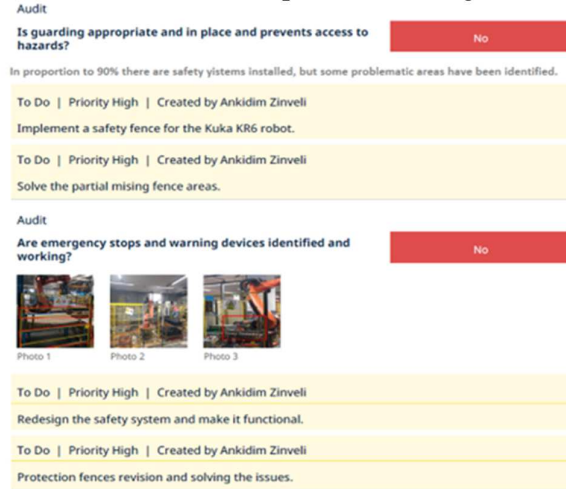 Audit
Is guarding appropriate and in place and prevents access to
hazards?
No
In proportion to 90% there are safety yistems installed, but some problematic areas have been identified.
To Do | Priority High | Created by Ankidim Zinveli
Implement a safety fence for the Kuka KR6 robot.
To Do | Priority High | Created by Ankidim Zinveli
Solve the partial mising fence areas.
Audit
Are emergency stops and warning devices identified and
working?
No
Photo 1
Photo 2
Photo 3
To Do | Priority High | Created by Ankidim Zinveli
Redesign the safety system and make it functional.
To Do | Priority High | Created by Ankidim Zinveli
Protection fences revision and solving the issues.